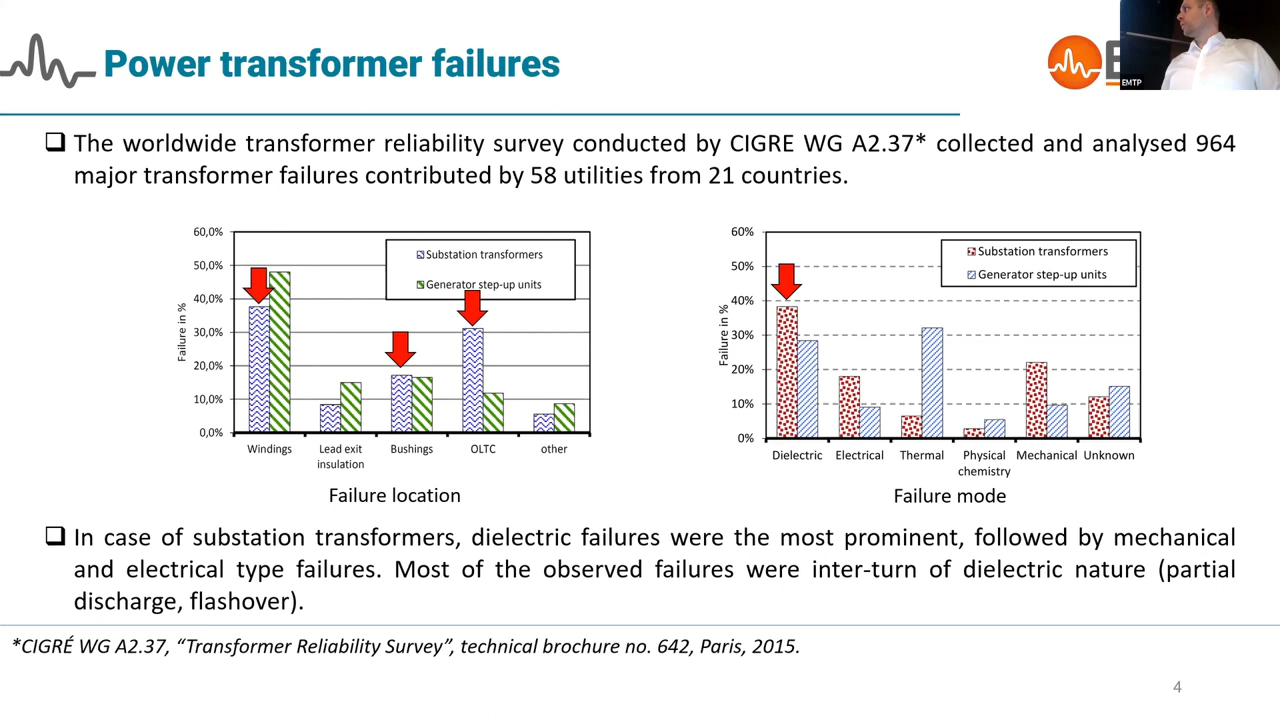 Power transformer failures
E
EMTP
❑ The worldwide transformer reliability survey conducted by CIGRE WG A2.37* collected and analysed 964
major transformer failures contributed by 58 utilities from 21 countries.
60,0%
50,0%
40,0%
30,0%
20,0%
10,0%
0,0%
Failure in %
Substation transformers
Generator step-up units
Windings
Lead exit
insulation
Bushings
OLTC
other
Failure location
60%
50%
40%
30%
20%
10%
0%
Failure in %
Substation transformers
Generator step-up units
Dielectric
Electrical
Thermal
Physical
chemistry
Mechanical
Unknown
Failure mode
❑ In case of substation transformers, dielectric failures were the most prominent, followed by mechanical
and electrical type failures. Most of the observed failures were inter-turn of dielectric nature (partial
discharge, flashover).
*CIGRÉ WG A2.37, “Transformer Reliability Survey”, technical brochure no. 642, Paris, 2015.
4